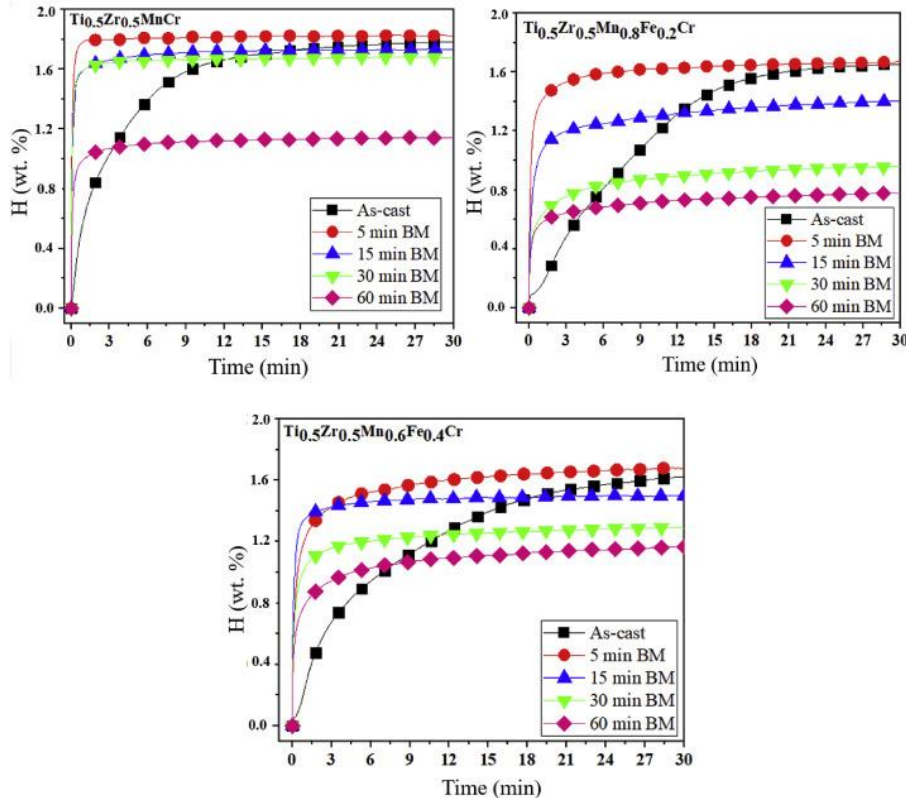 Ti0.5Zr0.5MnCr
2.0
1.6
1.2
0.8
0.4
0.0
H (wt. %)
As-cast
5 min BM
15 min BM
30 min BM
60 min BM
0 3 6 9 12 15 18 21 24 27 30
Time (min)
Ti0.5Zr0.5Mn0.8Fe0.2Cr
2.0
1.6
1.2
0.8
0.4
0.0
H (wt. %)
As-cast
5 min BM
15 min BM
30 min BM
60 min BM
0 3 6 9 12 15 18 21 24 27 30
Time (min)
Ti0.5Zr0.5Mn0.6Fe0.4Cr
2.0
1.6
1.2
0.8
0.4
0.0
H (wt. %)
As-cast
5 min BM
15 min BM
30 min BM
60 min BM
0 3 6 9 12 15 18 21 24 27 30
Time (min)